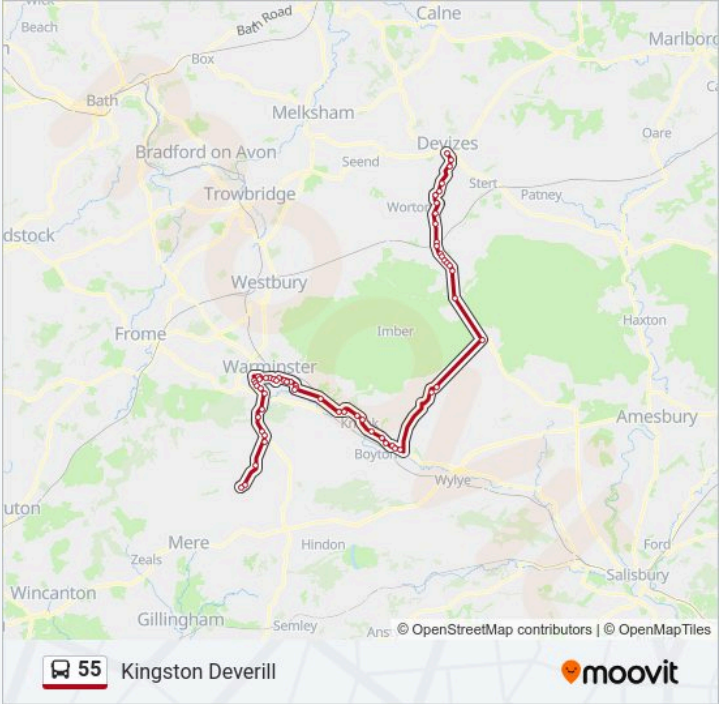 Beach
Bath Road
Calne
Marlboro
Box
Bath
Melksham
Oare
Devizes
Bradford on Avon
Seend
Stert
Patney
Trowbridge
Worton
dstock
Westbury
Haxton
Imber
Frome
Warminster
Amesbury
Boyton
Wylye
uton
Mere
Hindon
Ford
Zeals
Salisbury
Wincanton
Gillingham
Semley
Ans
© OpenStreetMap contributors | © OpenMapTiles
55 Kingston Deverill
moovit